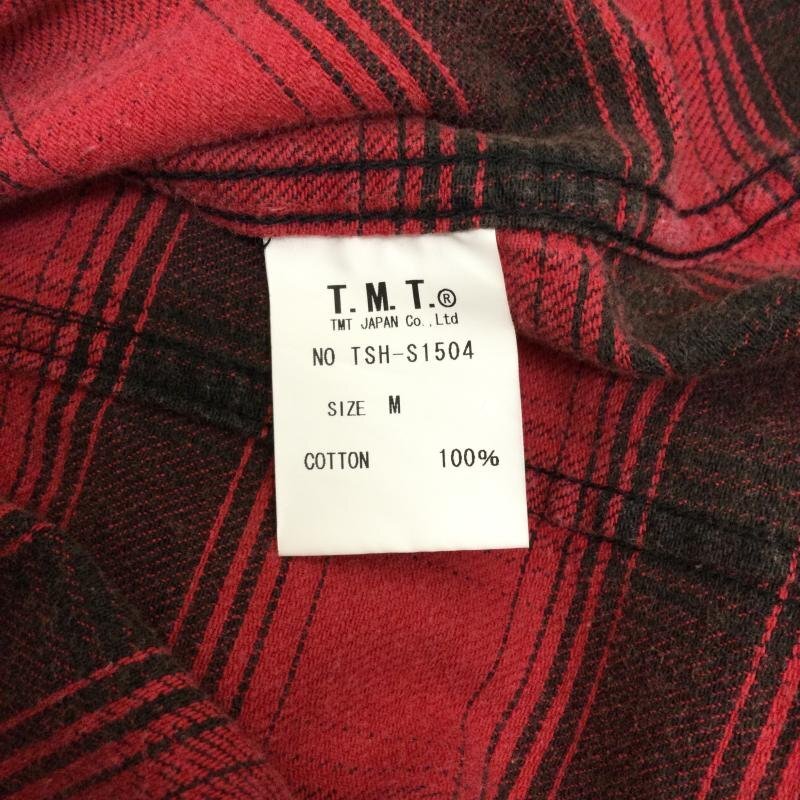 T.M.T.®
TMT JAPAN Co.,Ltd
NO TSH-S1504
SIZE M
COTTON 100%